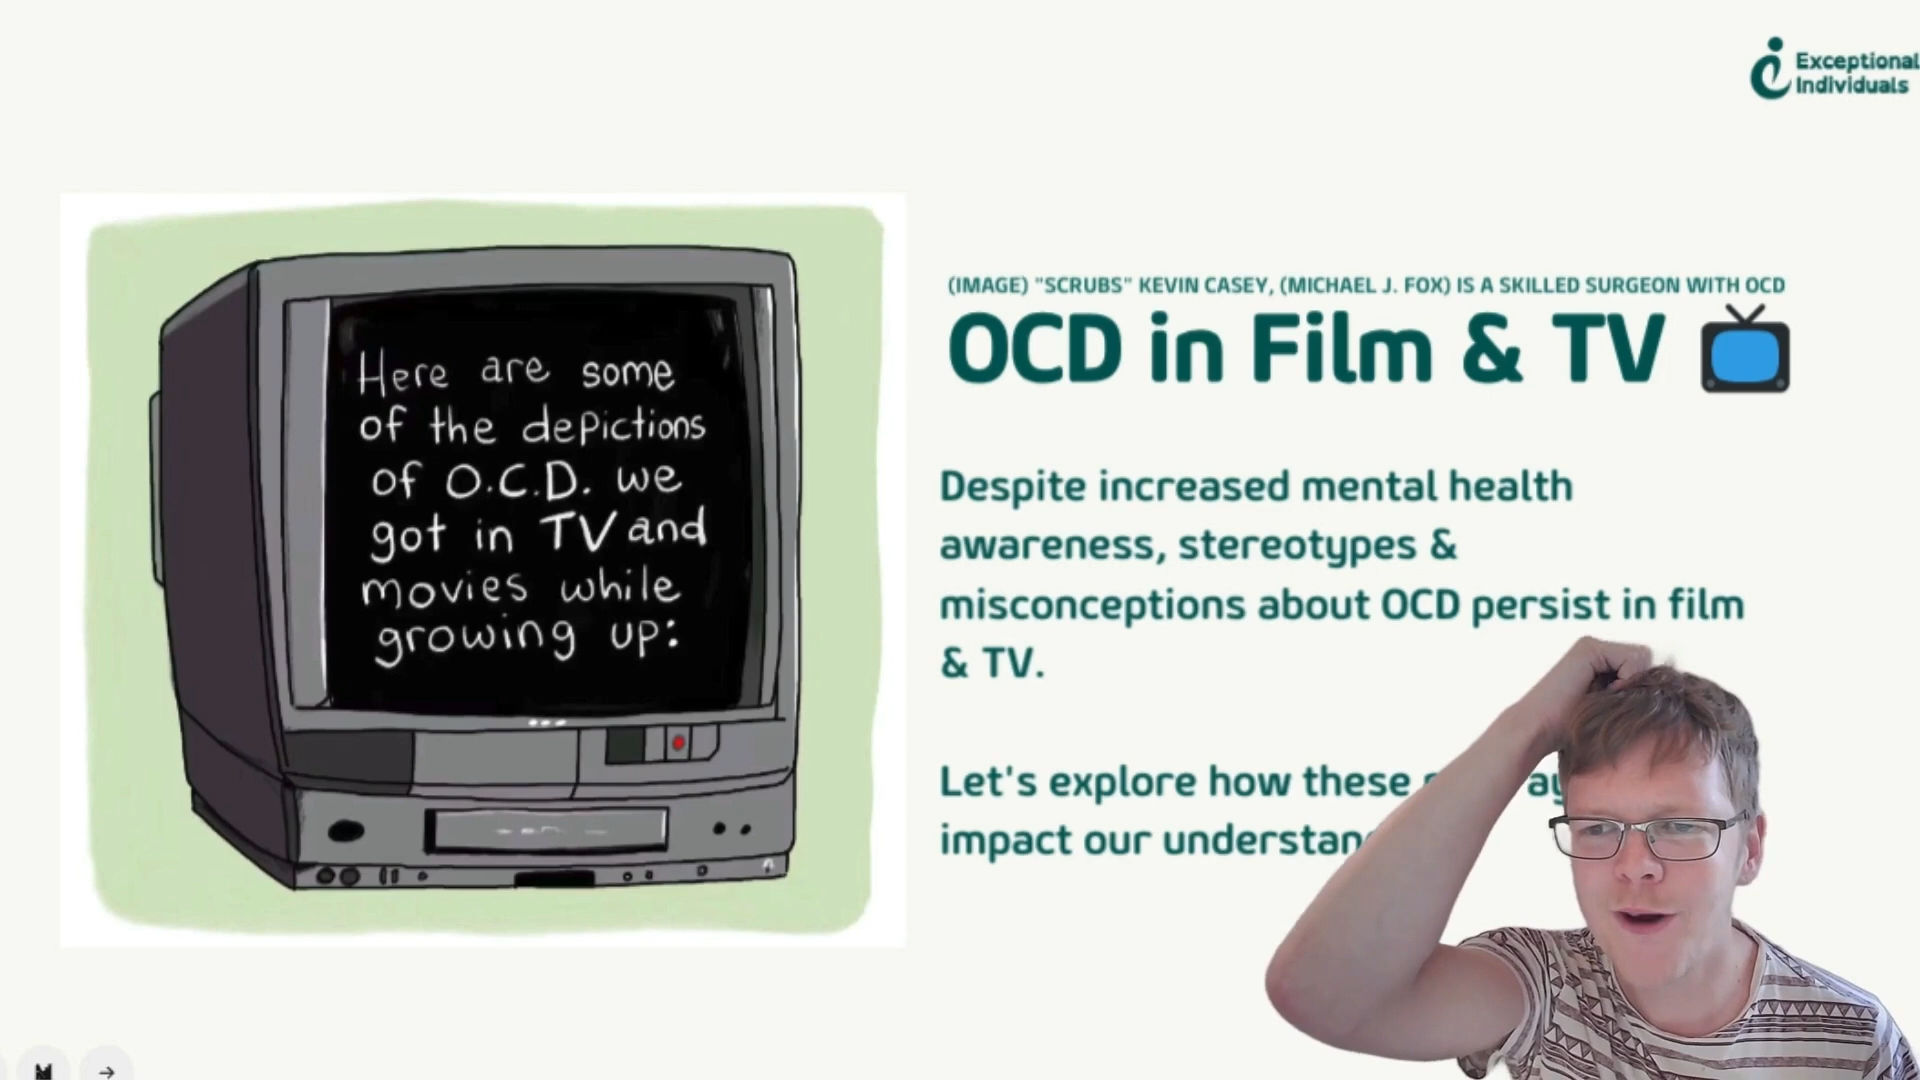 Exceptional
Individuals
Here are some
of the depictions
of O.C.D. we
got in TV and
movies while
growing up:
(IMAGE) "SCRUBS" KEVIN CASEY, (MICHAEL J. FOX) IS A SKILLED SURGEON WITH OCD
OCD in Film & TV
Despite increased mental health
awareness, stereotypes &
misconceptions about OCD persist in film
& TV.
Let's explore how these
impact our